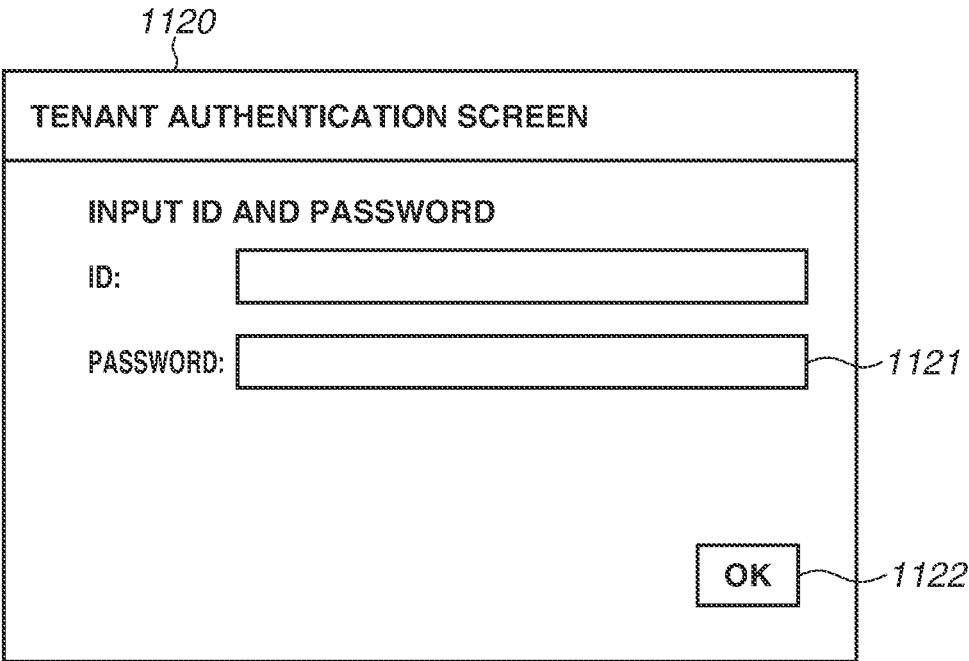 1120
TENANT AUTHENTICATION SCREEN
INPUT ID AND PASSWORD
ID:
PASSWORD:
1121
OK
1122